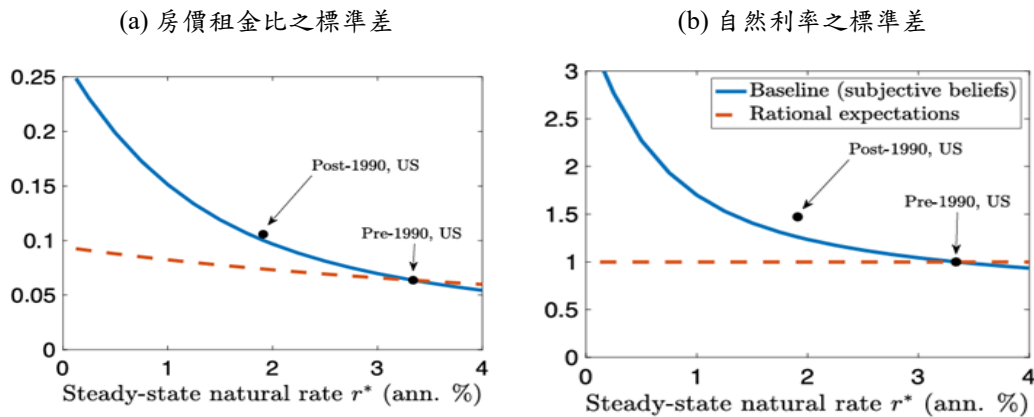 (a) 房價租金比之標準差
0.25
0.2
0.15
0.1
0.05
0
Post-1990, US
Pre-1990, US
0 1 2 3 4
Steady-state natural rate r* (ann. %)
(b) 自然利率之標準差
3
2.5
2
1.5
1
0.5
0
Baseline (subjective beliefs)
Rational expectations
Post-1990, US
Pre-1990, US
0 1 2 3 4
Steady-state natural rate r* (ann. %)